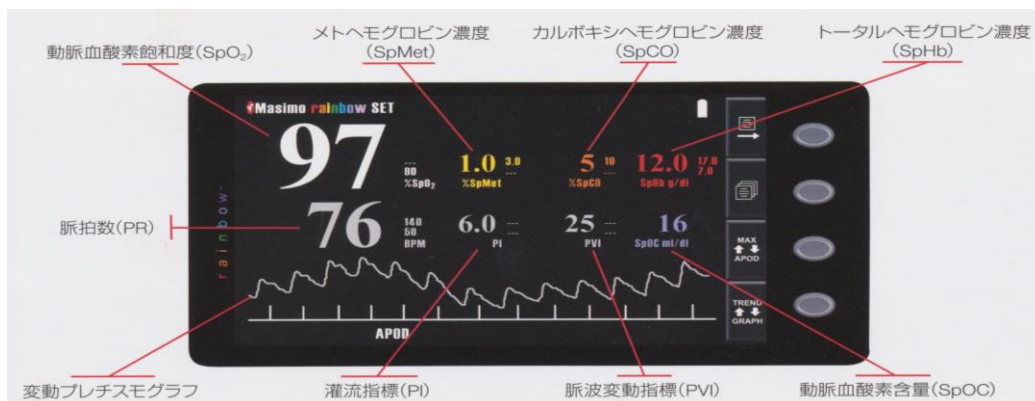 メトヘモグロビン濃度
(SpMet)
カルボキシヘモグロビン濃度
(SpCO)
トータルヘモグロビン濃度
(SpHb)
動脈血酸素飽和度(SpO₂)
Masimo rainbow SET
97
---
90
%SpO₂
1.0
3.0
---
%SpMet
5
10
---
%SpCO
12.0
17.0
7.0
SpHb g/dl
脈拍数(PR)
rainbow
76
140
50
BPM
6.0
---
---
PI
25
---
---
PVI
16
SpOC ml/dl
MAX
APOD
TREND
GRAPH
APOD
変動プレチスモグラフ
灌流指標(PI)
脈波変動指標(PVI)
動脈血酸素含量(SpOC)